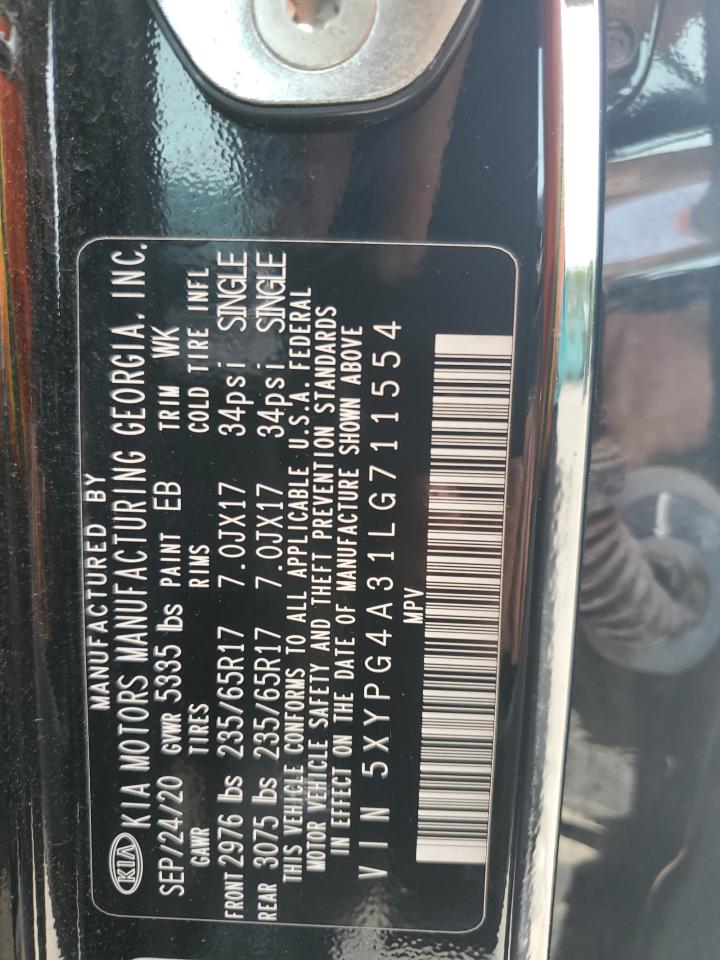 MANUFACTURED BY
KIA KIA MOTORS MANUFACTURING GEORGIA, INC.
SEP/24/20 GVWR 5335 lbs PAINT EB TRIM WK
GAWR TIRES RIMS COLD TIRE INFL
FRONT 2976 lbs 235/65R17 7.0JX17 34psi SINGLE
REAR 3075 lbs 235/65R17 7.0JX17 34psi SINGLE
THIS VEHICLE CONFORMS TO ALL APPLICABLE U.S.A. FEDERAL
MOTOR VEHICLE SAFETY AND THEFT PREVENTION STANDARDS
IN EFFECT ON THE DATE OF MANUFACTURE SHOWN ABOVE
VIN 5XYPG4A31LG711554
MPV